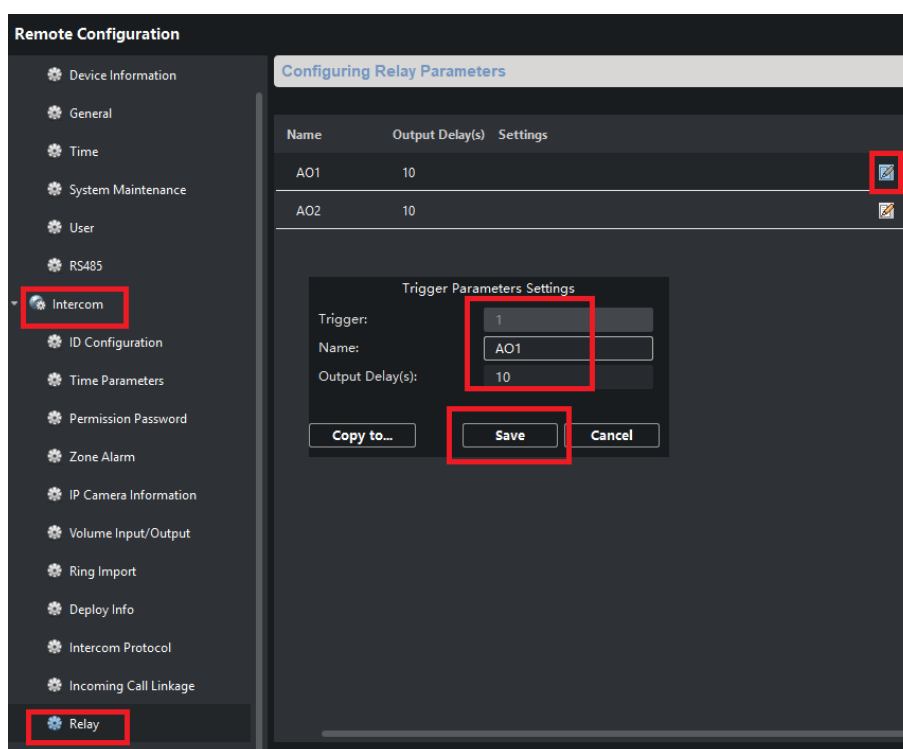 Remote Configuration
Device Information
General
Time
System Maintenance
User
RS485
Intercom
ID Configuration
Time Parameters
Permission Password
Zone Alarm
IP Camera Information
Volume Input/Output
Ring Import
Deploy Info
Intercom Protocol
Incoming Call Linkage
Relay
Configuring Relay Parameters
Name Output Delay(s) Settings
AO1 10
AO2 10
Trigger Parameters Settings
Trigger: 1
Name: AO1
Output Delay(s): 10
Copy to... Save Cancel